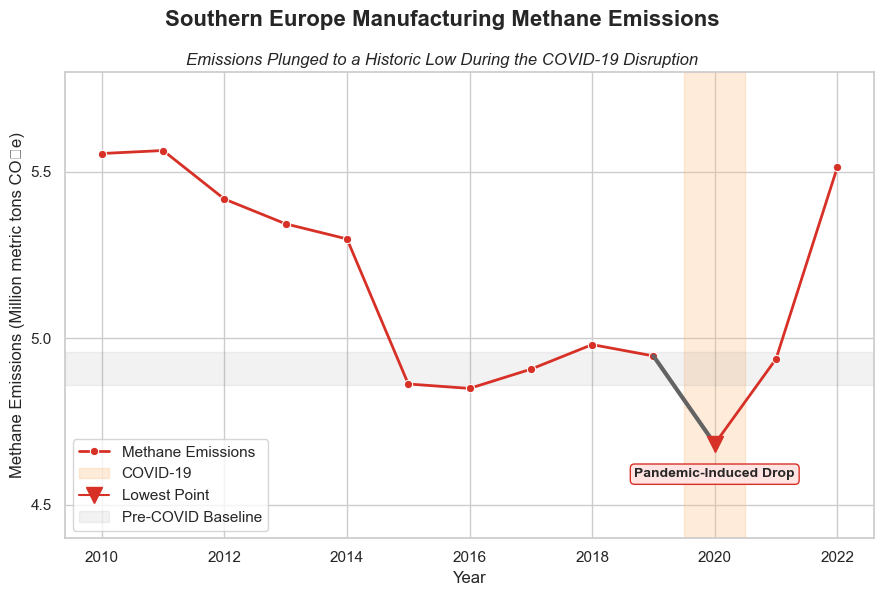 Southern Europe Manufacturing Methane Emissions
Emissions Plunged to a Historic Low During the COVID-19 Disruption
Methane Emissions (Million metric tons CO□e)
5.5
5.0
4.5
Pandemic-Induced Drop
Methane Emissions
COVID-19
Lowest Point
Pre-COVID Baseline
2010
2012
2014
2016
2018
2020
2022
Year